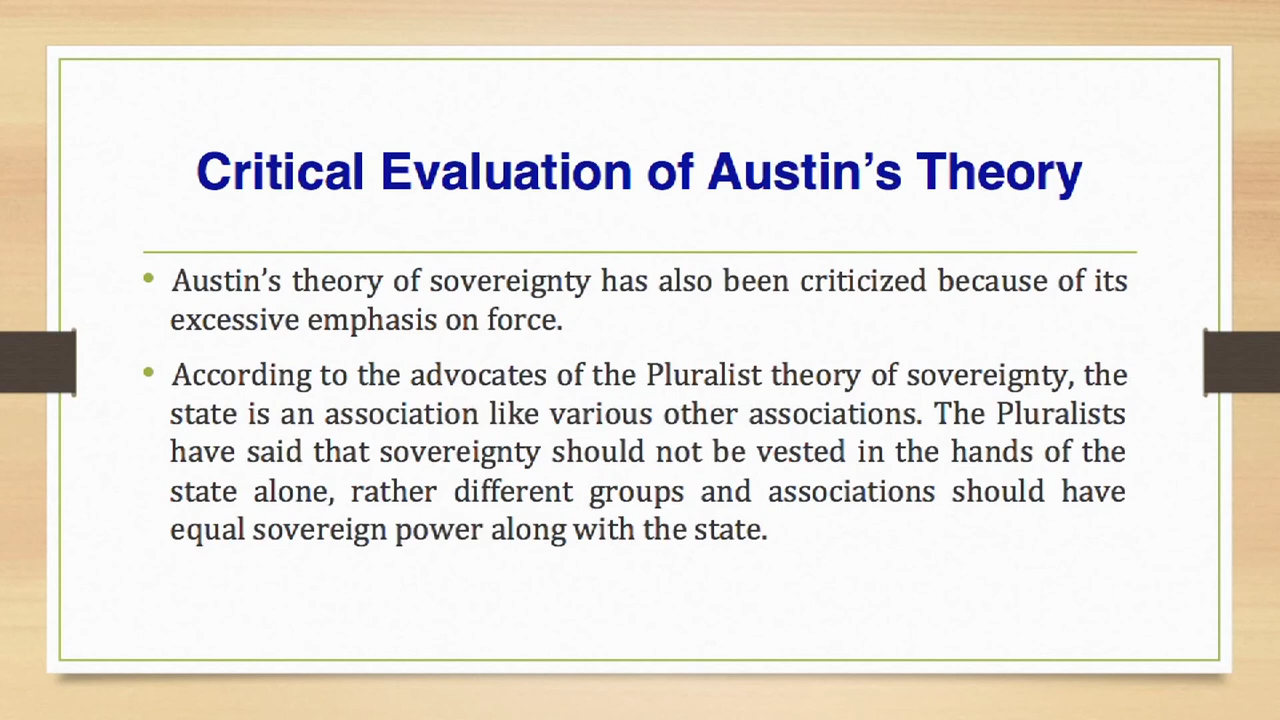 Critical Evaluation of Austin’s Theory
• Austin’s theory of sovereignty has also been criticized because of its
excessive emphasis on force.
• According to the advocates of the Pluralist theory of sovereignty, the
state is an association like various other associations. The Pluralists
have said that sovereignty should not be vested in the hands of the
state alone, rather different groups and associations should have
equal sovereign power along with the state.